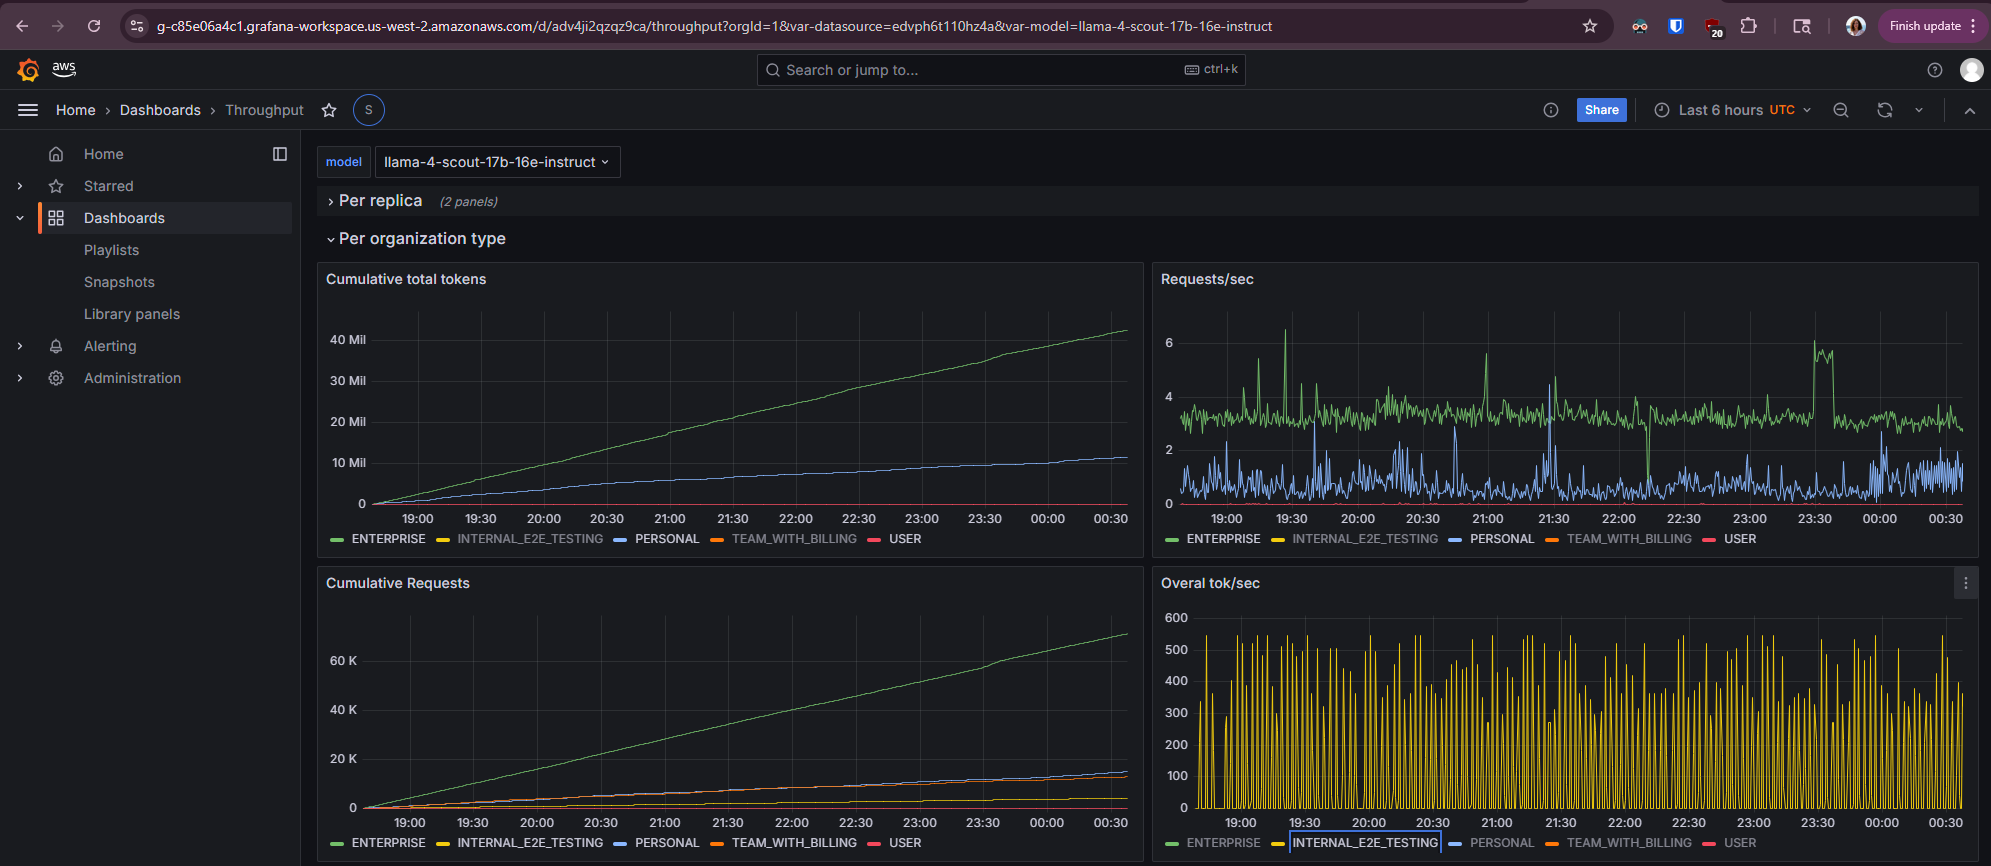 g-c85e06a4c1.grafana-workspace.us-west-2.amazonaws.com/d/adv4ji2qzqz9ca/throughput?orgId=1&var-datasource=edvph6t110hz4a&var-model=llama-4-scout-17b-16e-instruct
20
Finish update
aws
Search or jump to...
ctrl+k
Home > Dashboards > Throughput
S
Share
Last 6 hours UTC
Home
Starred
Dashboards
Playlists
Snapshots
Library panels
Alerting
Administration
model
llama-4-scout-17b-16e-instruct
Per replica (2 panels)
Per organization type
Cumulative total tokens
40 Mil
30 Mil
20 Mil
10 Mil
0
19:00 19:30 20:00 20:30 21:00 21:30 22:00 22:30 23:00 23:30 00:00 00:30
ENTERPRISE INTERNAL_E2E_TESTING PERSONAL TEAM_WITH_BILLING USER
Requests/sec
6
4
2
0
19:00 19:30 20:00 20:30 21:00 21:30 22:00 22:30 23:00 23:30 00:00 00:30
ENTERPRISE INTERNAL_E2E_TESTING PERSONAL TEAM_WITH_BILLING USER
Cumulative Requests
60 K
40 K
20 K
0
19:00 19:30 20:00 20:30 21:00 21:30 22:00 22:30 23:00 23:30 00:00 00:30
ENTERPRISE INTERNAL_E2E_TESTING PERSONAL TEAM_WITH_BILLING USER
Overal tok/sec
600
500
400
300
200
100
0
19:00 19:30 20:00 20:30 21:00 21:30 22:00 22:30 23:00 23:30 00:00 00:30
ENTERPRISE INTERNAL_E2E_TESTING PERSONAL TEAM_WITH_BILLING USER